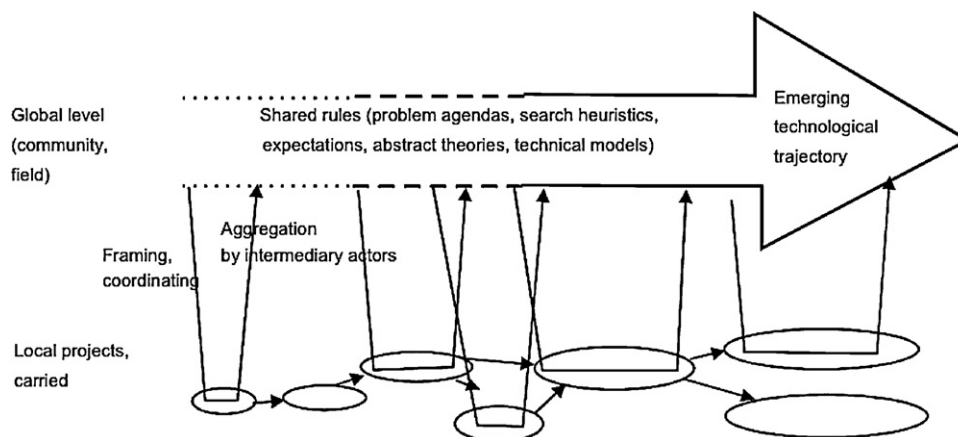 Global level
(community,
field)
Shared rules (problem agendas, search heuristics,
expectations, abstract theories, technical models)
Emerging
technological
trajectory
Aggregation
by intermediary actors
Framing,
coordinating
Local projects,
carried